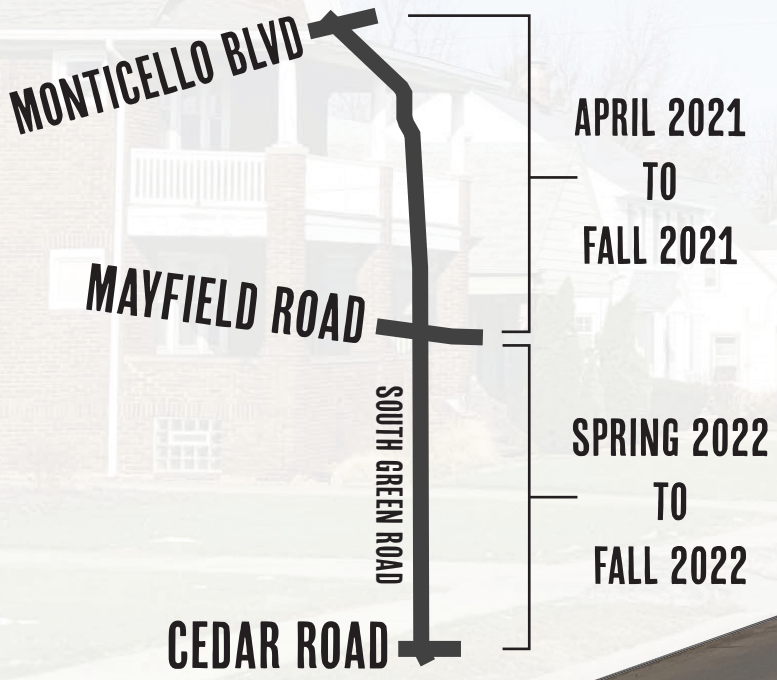 MONTICELLO BLVD
APRIL 2021
TO
FALL 2021
MAYFIELD ROAD
SOUTH GREEN ROAD
SPRING 2022
TO
FALL 2022
CEDAR ROAD